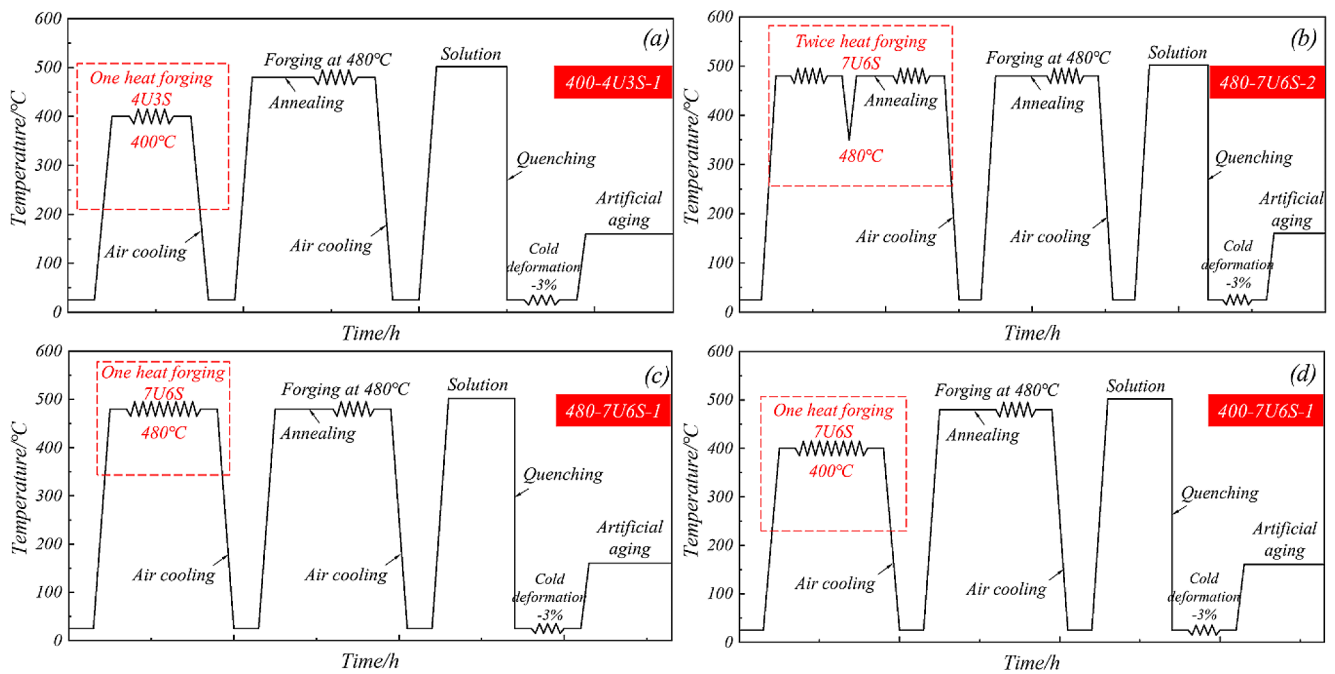 (a)
400-4U3S-1
One heat forging
4U3S
400℃
Forging at 480℃
Annealing
Solution
Quenching
Artificial
aging
Air cooling
Air cooling
Cold
deformation
-3%
600
500
400
300
200
100
0
Temperature/℃
Time/h
(b)
480-7U6S-2
Twice heat forging
7U6S
480℃
Annealing
Forging at 480℃
Annealing
Solution
Quenching
Artificial
aging
Air cooling
Air cooling
Cold
deformation
-3%
600
500
400
300
200
100
0
Temperature/℃
Time/h
(c)
480-7U6S-1
One heat forging
7U6S
480℃
Forging at 480℃
Annealing
Solution
Quenching
Artificial
aging
Air cooling
Air cooling
Cold
deformation
-3%
600
500
400
300
200
100
0
Temperature/℃
Time/h
(d)
400-7U6S-1
One heat forging
7U6S
400℃
Forging at 480℃
Annealing
Solution
Quenching
Artificial
aging
Air cooling
Air cooling
Cold
deformation
-3%
600
500
400
300
200
100
0
Temperature/℃
Time/h